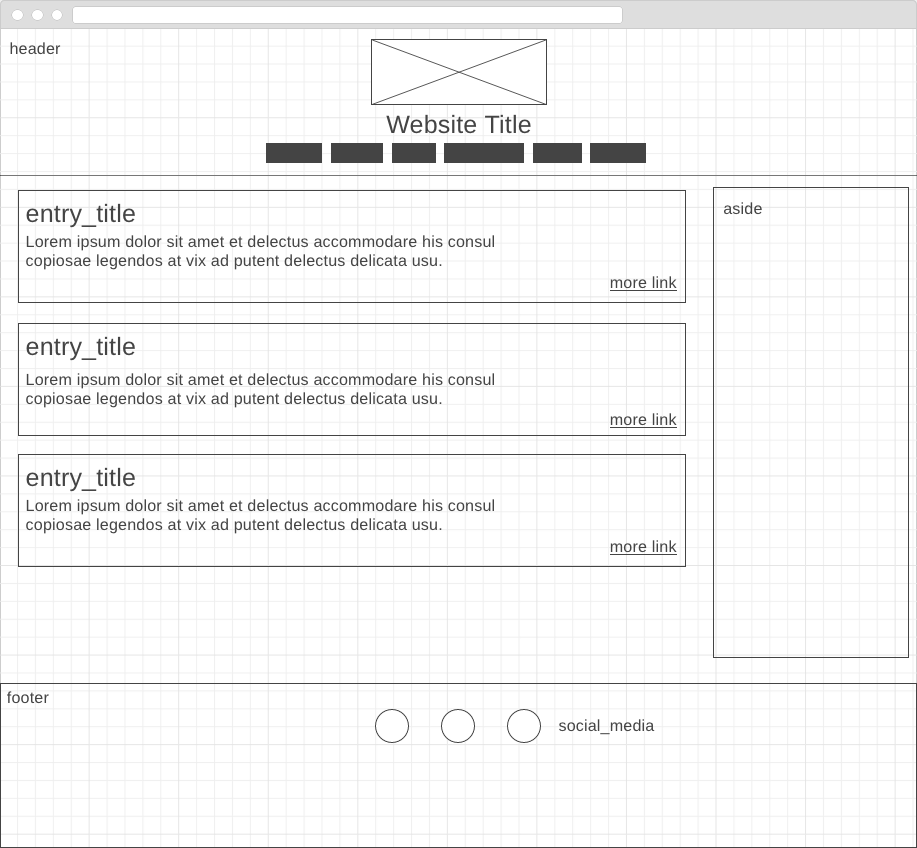 header
Website Title
entry_title
Lorem ipsum dolor sit amet et delectus accommodare his consul
copiosae legendos at vix ad putent delectus delicata usu.
more link
aside
entry_title
Lorem ipsum dolor sit amet et delectus accommodare his consul
copiosae legendos at vix ad putent delectus delicata usu.
more link
entry_title
Lorem ipsum dolor sit amet et delectus accommodare his consul
copiosae legendos at vix ad putent delectus delicata usu.
more link
footer
social_media